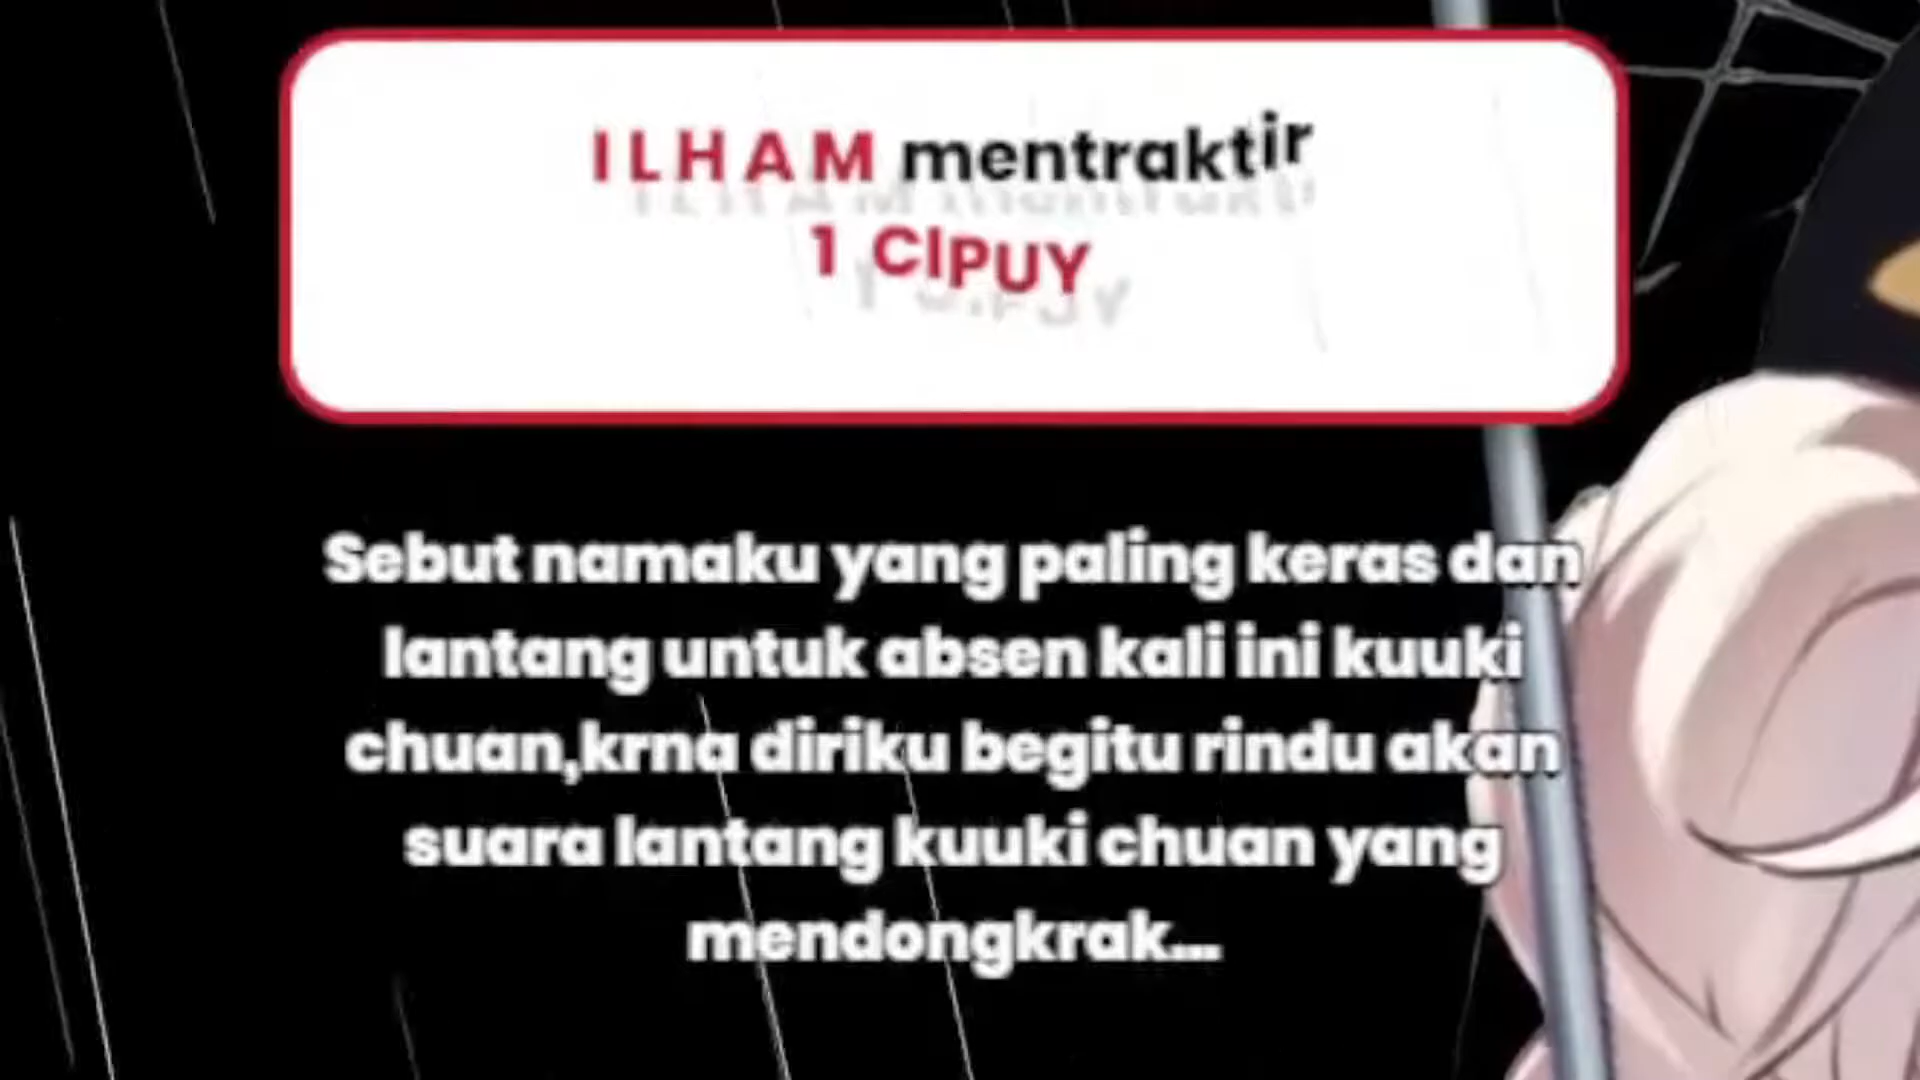 ILHAM mentraktir
1 CIPUY
Sebut namaku yang paling keras dan
lantang untuk absen kali ini kuuki
chuan,krna diriku begitu rindu akan
suara lantang kuuki chuan yang
mendongkrak...